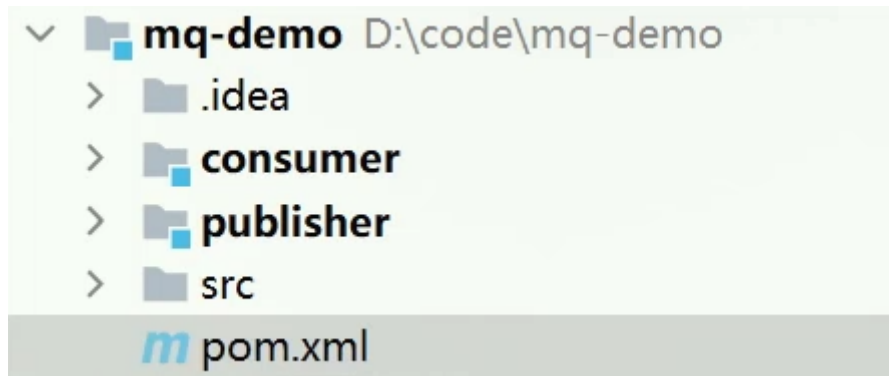 mq-demo D:\code\mq-demo
.idea
consumer
publisher
src
m pom.xml